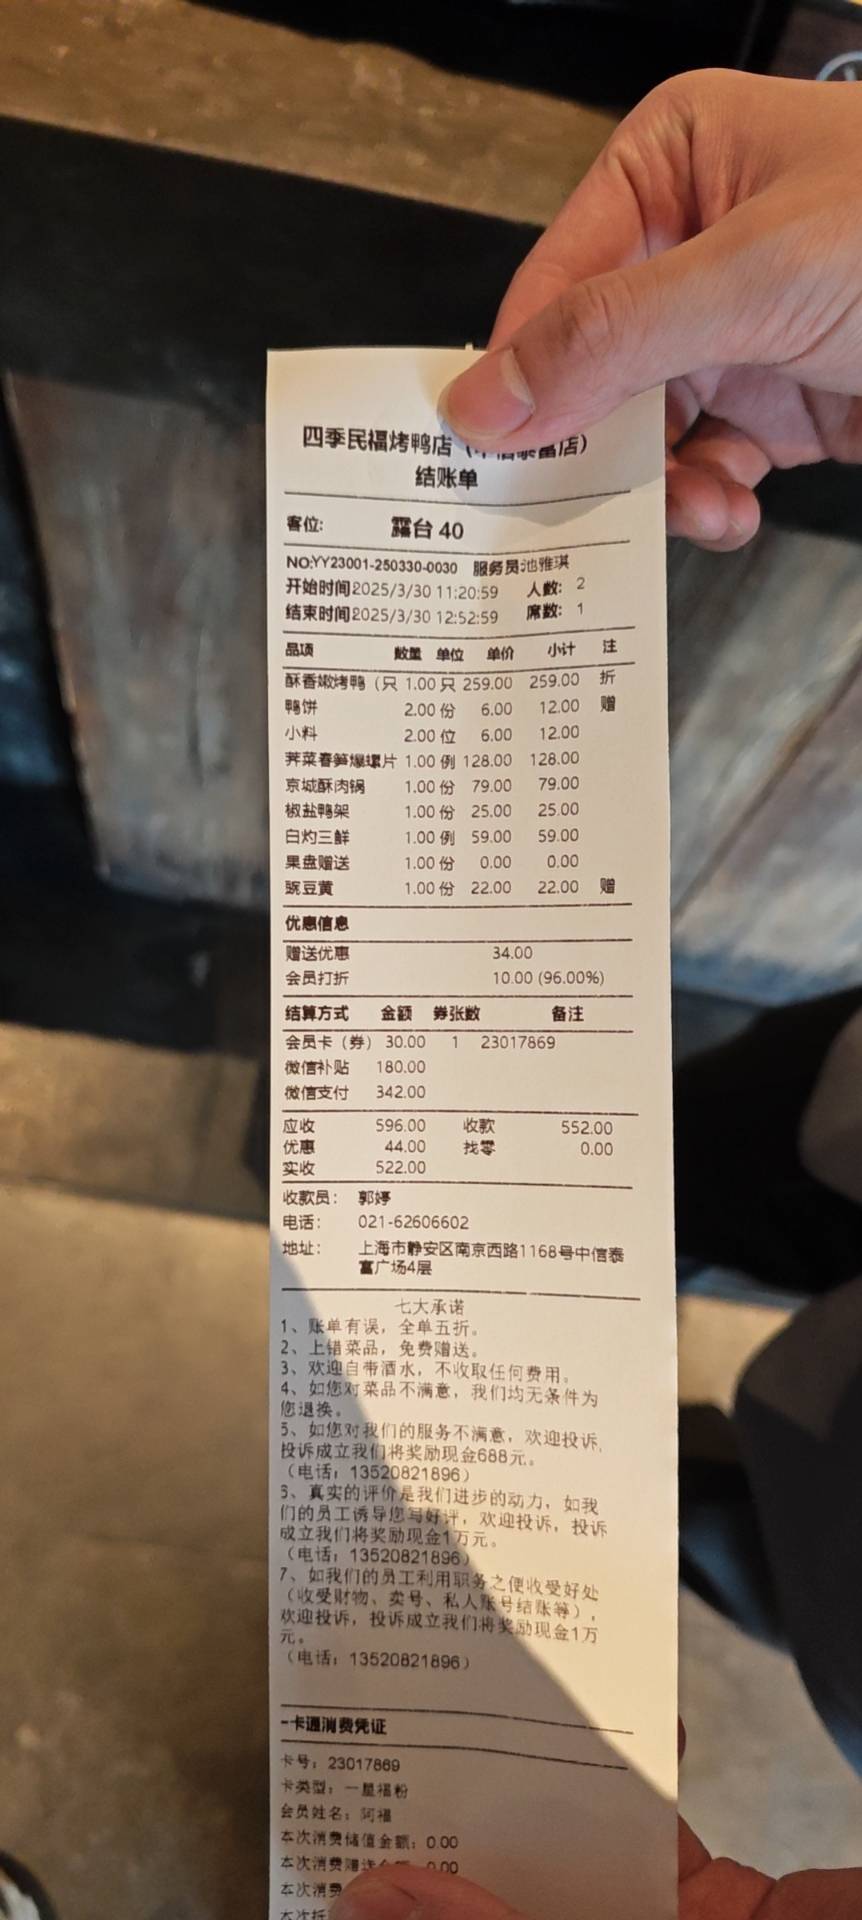 四季民福烤鸭店（中信泰富店）
结账单
客位: 露台 40
NO:YY23001-250330-0030 服务员:池雅琪
开始时间2025/3/30 11:20:59 人数: 2
结束时间2025/3/30 12:52:59 席数: 1
品项 数量 单位 单价 小计 注
酥香嫩烤鸭（只 1.00 只 259.00 259.00 折
鸭饼 2.00 份 6.00 12.00 赠
小料 2.00 位 6.00 12.00
荠菜春笋爆螺片 1.00 例 128.00 128.00
京城酥肉锅 1.00 份 79.00 79.00
椒盐鸭架 1.00 份 25.00 25.00
白灼三鲜 1.00 例 59.00 59.00
果盘赠送 1.00 份 0.00 0.00
豌豆黄 1.00 份 22.00 22.00 赠
优惠信息
赠送优惠 34.00
会员打折 10.00 (96.00%)
结算方式 金额 券张数 备注
会员卡（券） 30.00 1 23017869
微信补贴 180.00
微信支付 342.00
应收 596.00 收款 552.00
优惠 44.00 找零 0.00
实收 522.00
收款员: 郭婷
电话: 021-62606602
地址: 上海市静安区南京西路1168号中信泰
富广场4层
七大承诺
1、账单有误，全单五折。
2、上错菜品，免费赠送。
3、欢迎自带酒水，不收取任何费用。
4、如您对菜品不满意，我们均无条件为
您退换。
5、如您对我们的服务不满意，欢迎投诉,
投诉成立我们将奖励现金688元。
（电话：13520821896）
6、真实的评价是我们进步的动力，如我
们的员工诱导您写好评，欢迎投诉，投诉
成立我们将奖励现金1万元。
（电话：13520821896）
7、如我们的员工利用职务之便收受好处
（收受财物、卖号、私人账号结账等），
欢迎投诉，投诉成立我们将奖励现金1万
元。
（电话：13520821896）
一卡通消费凭证
卡号: 23017869
卡类型: 一星福粉
会员姓名: 阿福
本次消费储值金额: 0.00
本次消费赠送 0.00
本次消费
本次抵